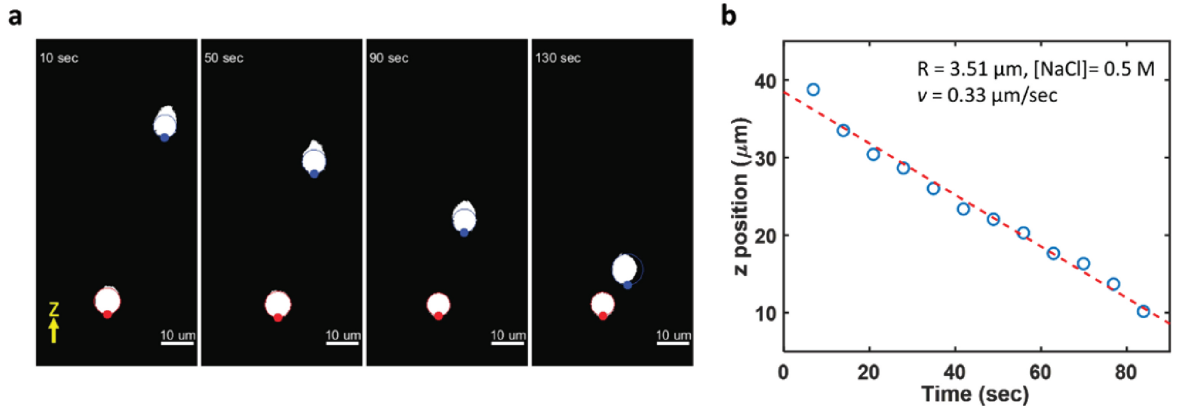 a
10 sec
50 sec
90 sec
130 sec
Z
10 um
10 um
10 um
10 um
b
R = 3.51 µm, [NaCl]= 0.5 M
v = 0.33 µm/sec
z position (µm)
40
30
20
10
0
20
40
60
80
Time (sec)